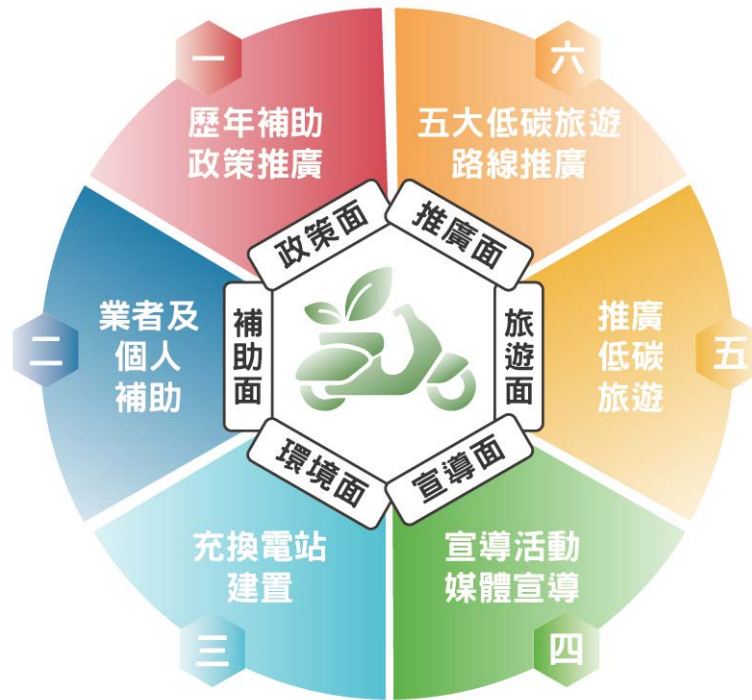 一
歷年補助
政策推廣
政策面
二
業者及
個人
補助
補助面
三
充換電站
建置
環境面
四
宣導活動
媒體宣導
宣導面
五
推廣
低碳
旅遊
旅遊面
六
五大低碳旅遊
路線推廣
推廣面